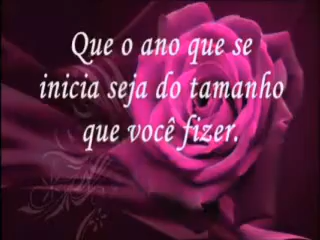 Que o ano que se
inicia seja do tamanho
que você fizer.